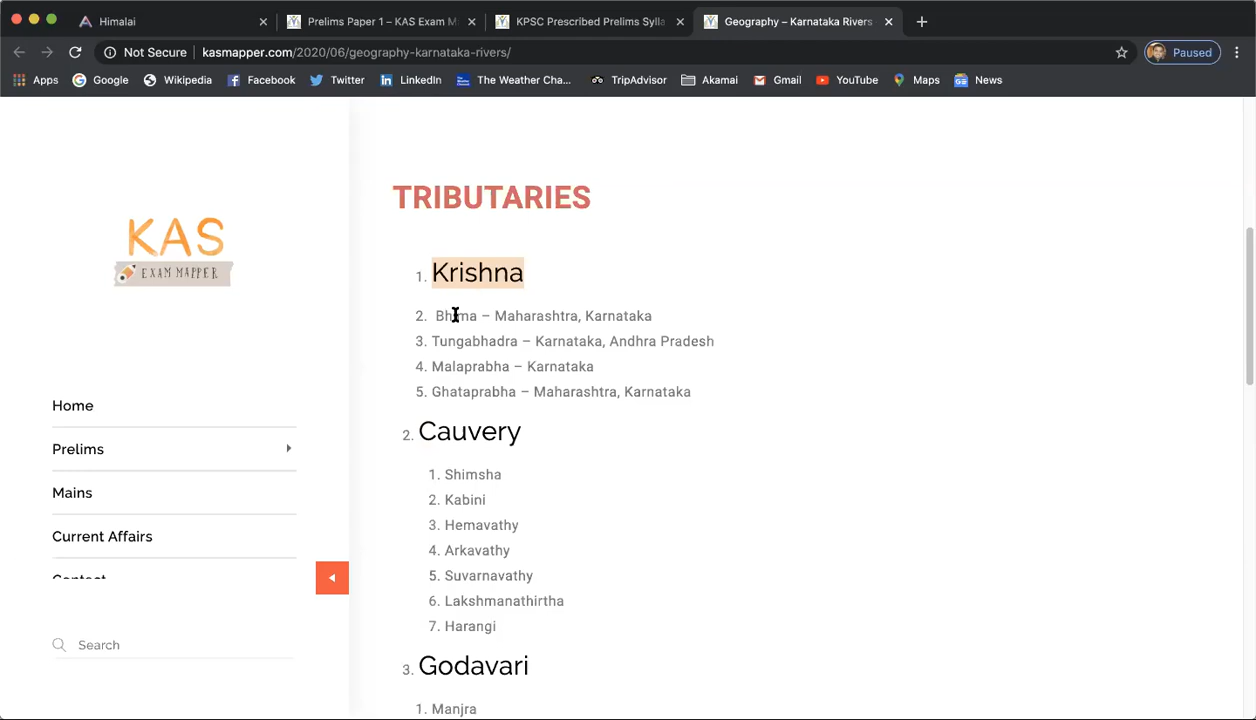 Himalai
Prelims Paper 1 – KAS Exam M
KPSC Prescribed Prelims Sylla
Geography – Karnataka Rivers
Not Secure
kasmapper.com/2020/06/geography-karnataka-rivers/
Paused
Apps
Google
Wikipedia
Facebook
Twitter
LinkedIn
The Weather Cha...
TripAdvisor
Akamai
Gmail
YouTube
Maps
News
KAS
EXAM MAPPER
Home
Prelims
Mains
Current Affairs
Contact
Search
TRIBUTARIES
1. Krishna
2. Bhima – Maharashtra, Karnataka
3. Tungabhadra – Karnataka, Andhra Pradesh
4. Malaprabha – Karnataka
5. Ghataprabha – Maharashtra, Karnataka
2. Cauvery
1. Shimsha
2. Kabini
3. Hemavathy
4. Arkavathy
5. Suvarnavathy
6. Lakshmanathirtha
7. Harangi
3. Godavari
1. Manjra